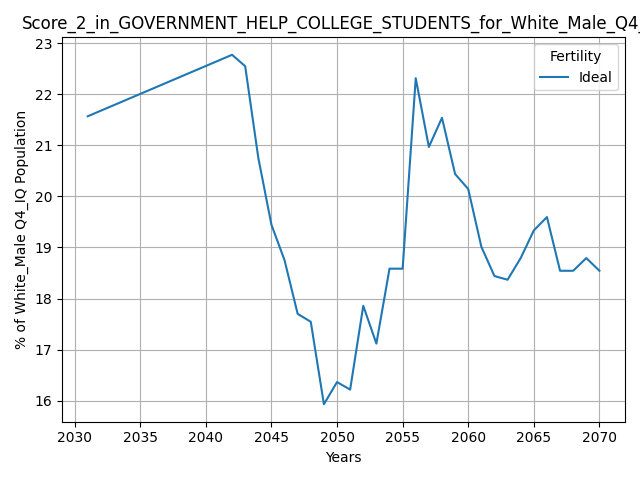 Score_2_in_GOVERNMENT_HELP_COLLEGE_STUDENTS_for_White_Male_Q4_
Fertility
Ideal
% of White_Male Q4_IQ Population
23
22
21
20
19
18
17
16
2030 2035 2040 2045 2050 2055 2060 2065 2070
Years